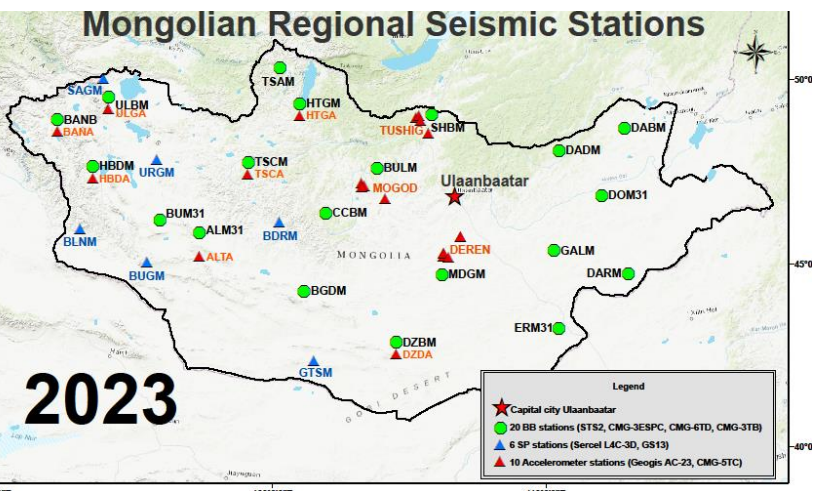 Mongolian Regional Seismic Stations
50°0
SAGM
TSAM
ULBM
ULGA
BANB
BANA
HTGM
HTGA
TUSHIG
SHBM
DABM
DADM
HBDM
HBDA
URGM
TSCM
TSCA
BULM
MOGOD
Ulaanbaatar
DOM31
BUM31
ALM31
CCBM
BLNM
BDRM
MONGOLIA
DEREN
GALM
ALTA
BUGM
45°0
MDGM
DARM
BGDM
ERM31
DZBM
DZDA
GTSM
GOBI DESERT
2023
Legend
Capital city Ulaanbaatar
20 BB stations (STS2, CMG-3ESPC, CMG-6TD, CMG-3TB)
6 SP stations (Sercel L4C-3D, GS13)
10 Accelerometer stations (Geogis AC-23, CMG-5TC)
40°0